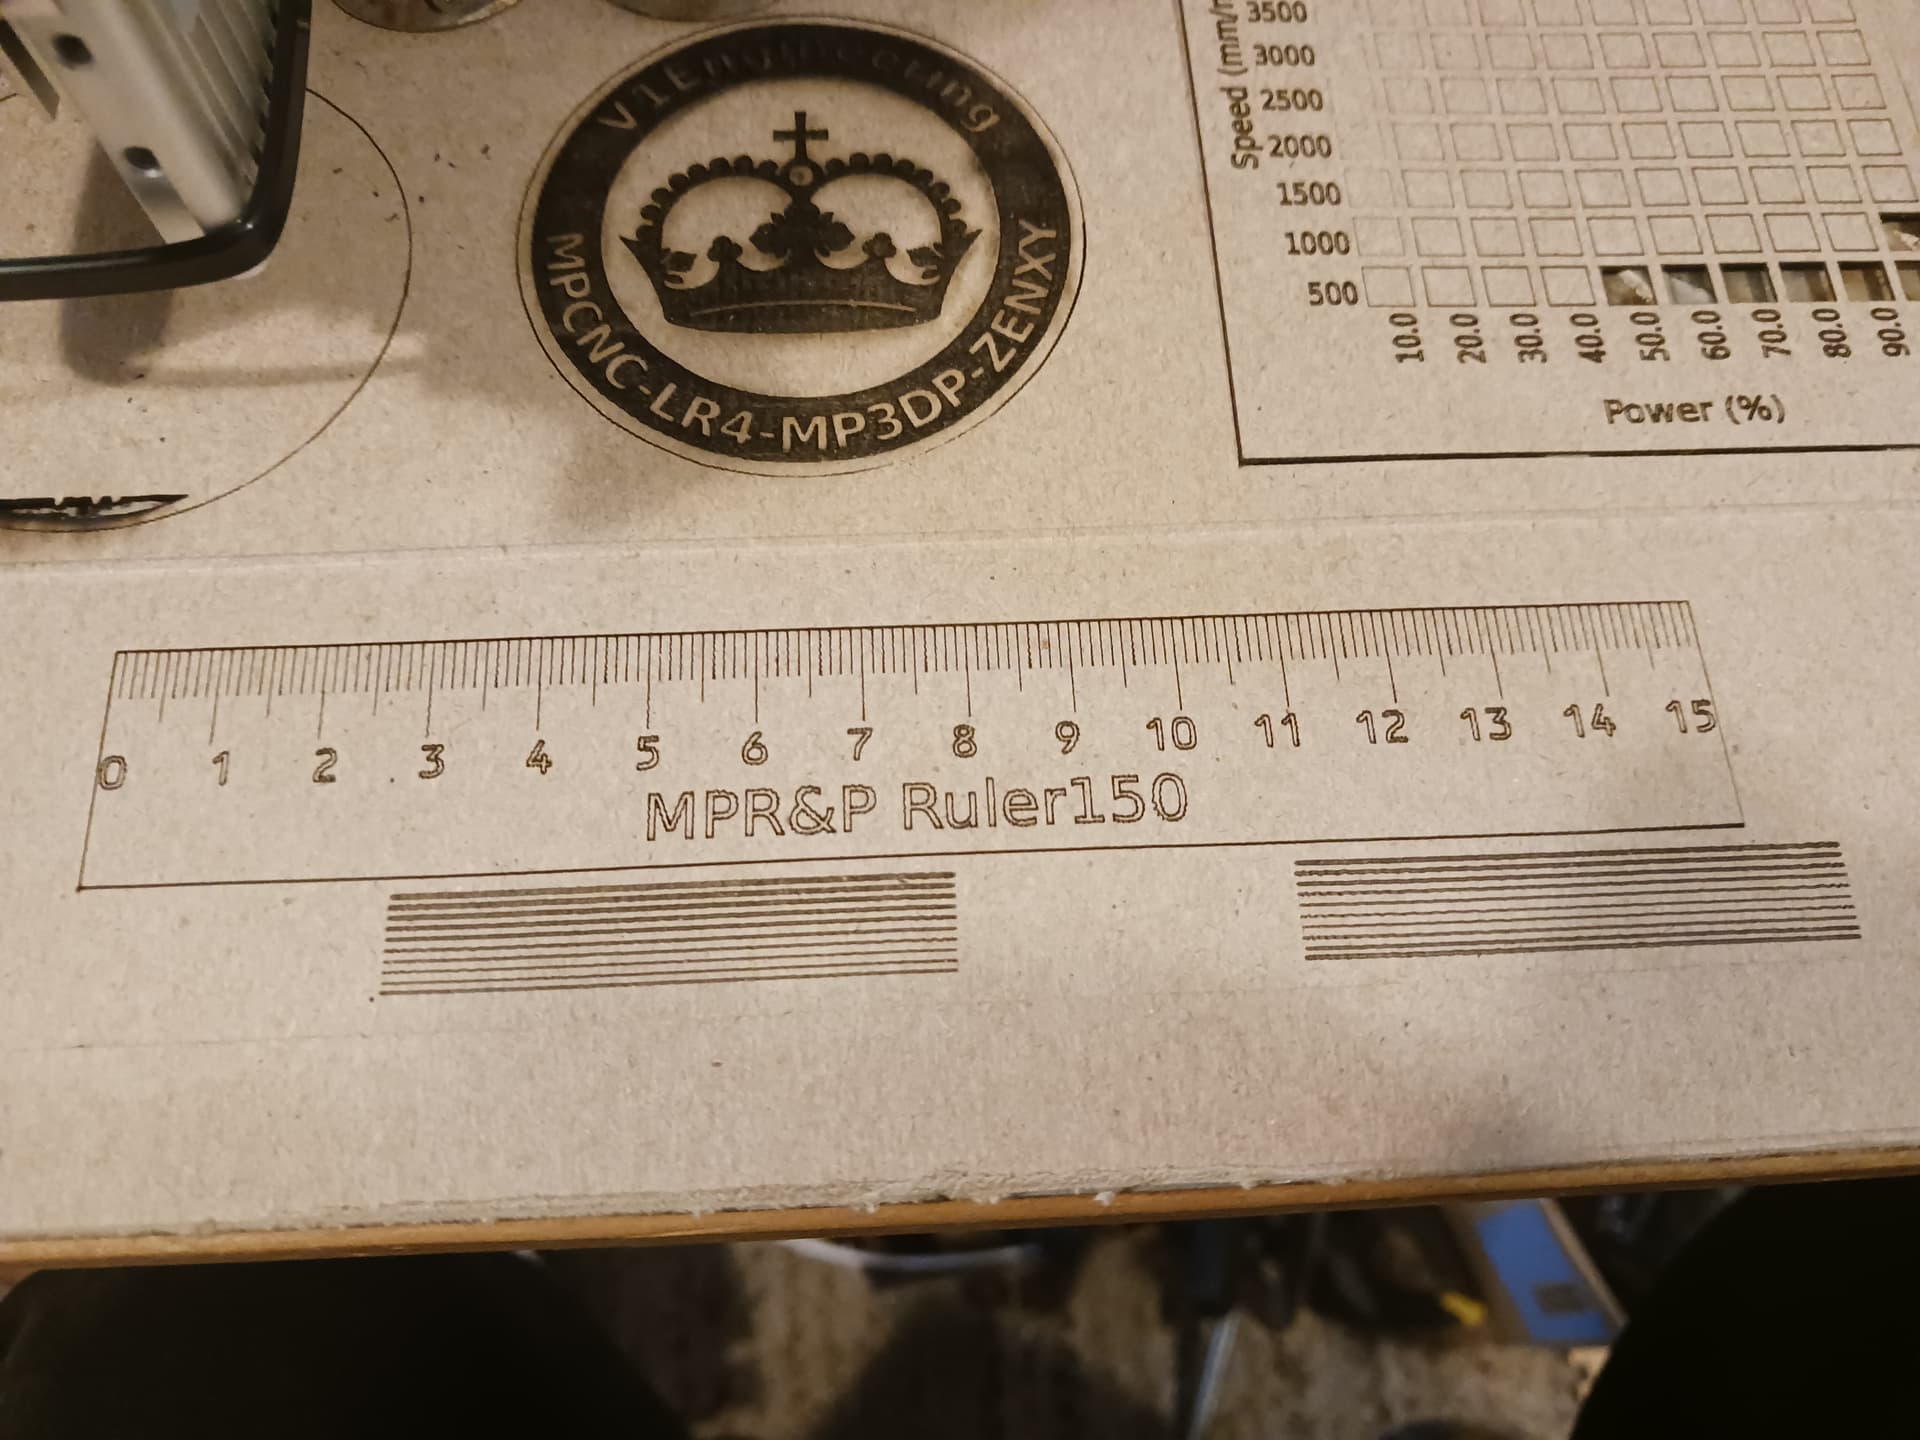 V1Engineering
MPCNC-LR4-MP3DP-ZENXY
Speed
3500
3000
2500
2000
1500
1000
500
10.0 20.0 30.0 40.0 50.0 60.0 70.0 80.0 90.0
Power (%)
0 1 2 3 4 5 6 7 8 9 10 11 12 13 14 15
MPR&P Ruler150